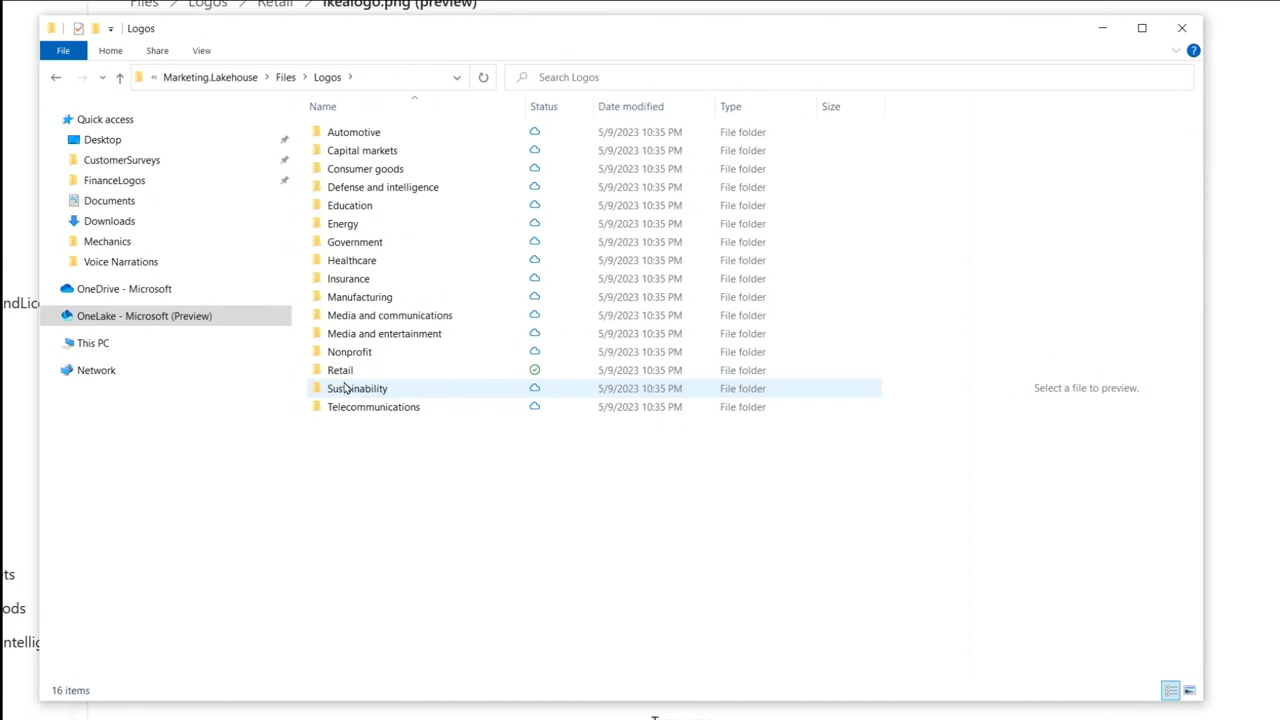 Files > Logos > Retail > ikealogo.png (preview)
Logos
File Home Share View
« Marketing.Lakehouse > Files > Logos >
Search Logos
Name Status Date modified Type Size
Quick access
Desktop
CustomerSurveys
FinanceLogos
Documents
Downloads
Mechanics
Voice Narrations
OneDrive - Microsoft
OneLake - Microsoft (Preview)
This PC
Network
Automotive 5/9/2023 10:35 PM File folder
Capital markets 5/9/2023 10:35 PM File folder
Consumer goods 5/9/2023 10:35 PM File folder
Defense and intelligence 5/9/2023 10:35 PM File folder
Education 5/9/2023 10:35 PM File folder
Energy 5/9/2023 10:35 PM File folder
Government 5/9/2023 10:35 PM File folder
Healthcare 5/9/2023 10:35 PM File folder
Insurance 5/9/2023 10:35 PM File folder
Manufacturing 5/9/2023 10:35 PM File folder
Media and communications 5/9/2023 10:35 PM File folder
Media and entertainment 5/9/2023 10:35 PM File folder
Nonprofit 5/9/2023 10:35 PM File folder
Retail 5/9/2023 10:35 PM File folder
Sustainability 5/9/2023 10:35 PM File folder
Telecommunications 5/9/2023 10:35 PM File folder
Select a file to preview.
ndLic
ts
ods
ntellig
16 items